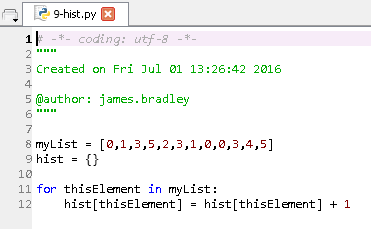 9-hist.py
1 # -*- coding: utf-8 -*-
2 """
3 Created on Fri Jul 01 13:26:42 2016
4
5 @author: james.bradley
6 """
7
8 myList = [0,1,3,5,2,3,1,0,0,3,4,5]
9 hist = {}
10
11 for thisElement in myList:
12     hist[thisElement] = hist[thisElement] + 1